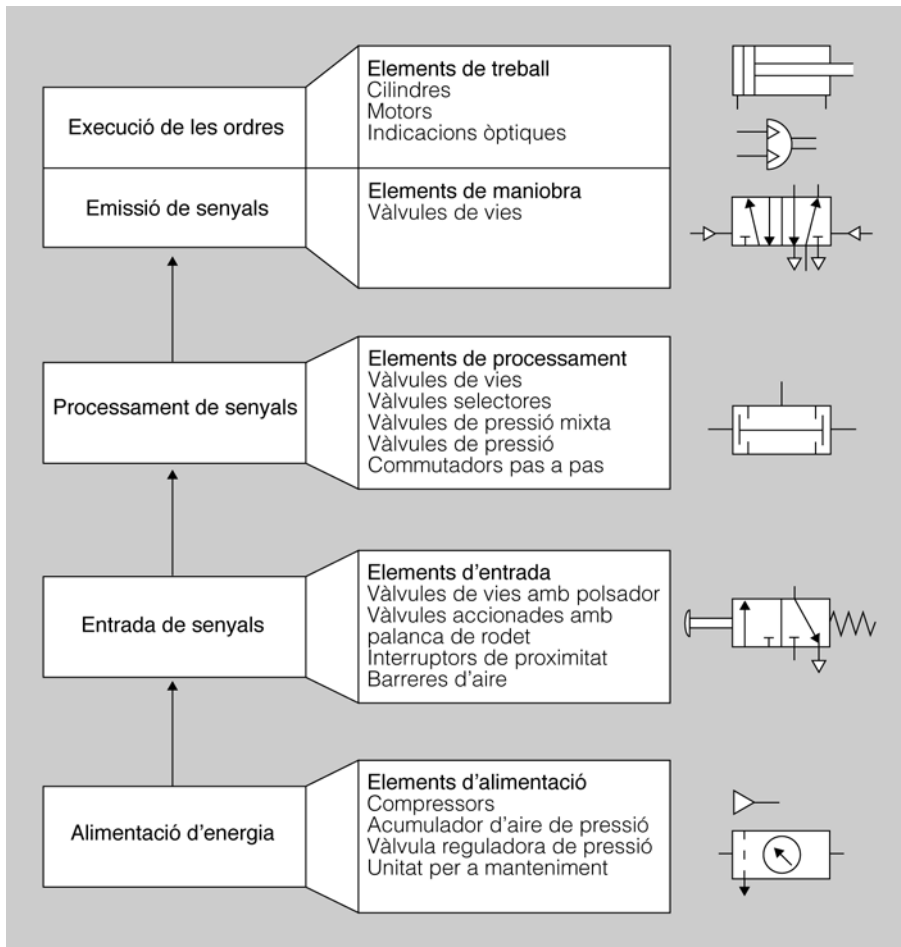 Execució de les ordres
Elements de treball
Cilindres
Motors
Indicacions òptiques
Emissió de senyals
Elements de maniobra
Vàlvules de vies
Processament de senyals
Elements de processament
Vàlvules de vies
Vàlvules selectores
Vàlvules de pressió mixta
Vàlvules de pressió
Commutadors pas a pas
Entrada de senyals
Elements d'entrada
Vàlvules de vies amb polsador
Vàlvules accionades amb
palanca de rodet
Interruptors de proximitat
Barreres d'aire
Alimentació d'energia
Elements d'alimentació
Compressors
Acumulador d'aire de pressió
Vàlvula reguladora de pressió
Unitat per a manteniment